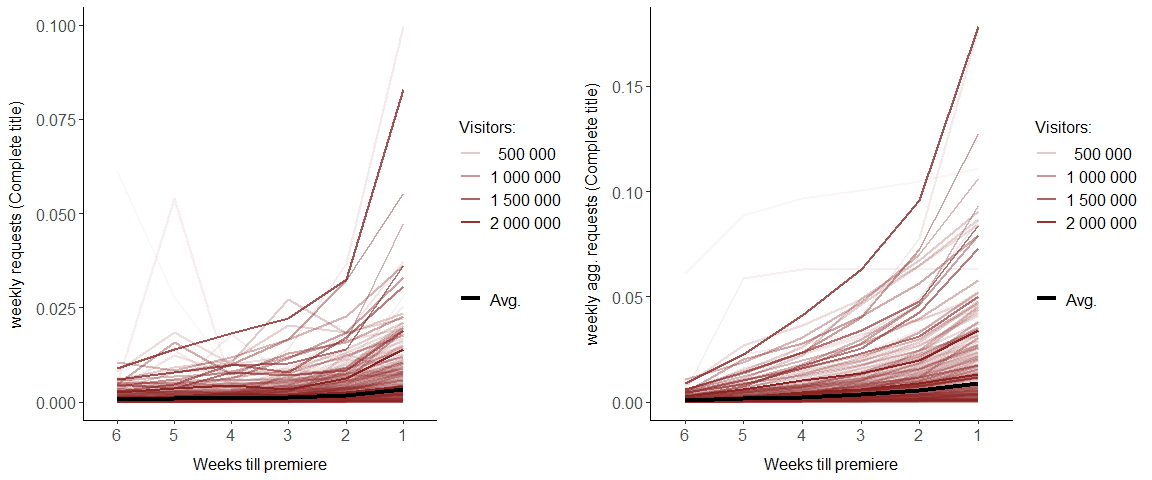 weekly requests (Complete title)
0.100
0.075
0.050
0.025
0.000
6 5 4 3 2 1
Weeks till premiere
Visitors:
500 000
1 000 000
1 500 000
2 000 000
Avg.
weekly agg. requests (Complete title)
0.15
0.10
0.05
0.00
6 5 4 3 2 1
Weeks till premiere
Visitors:
500 000
1 000 000
1 500 000
2 000 000
Avg.